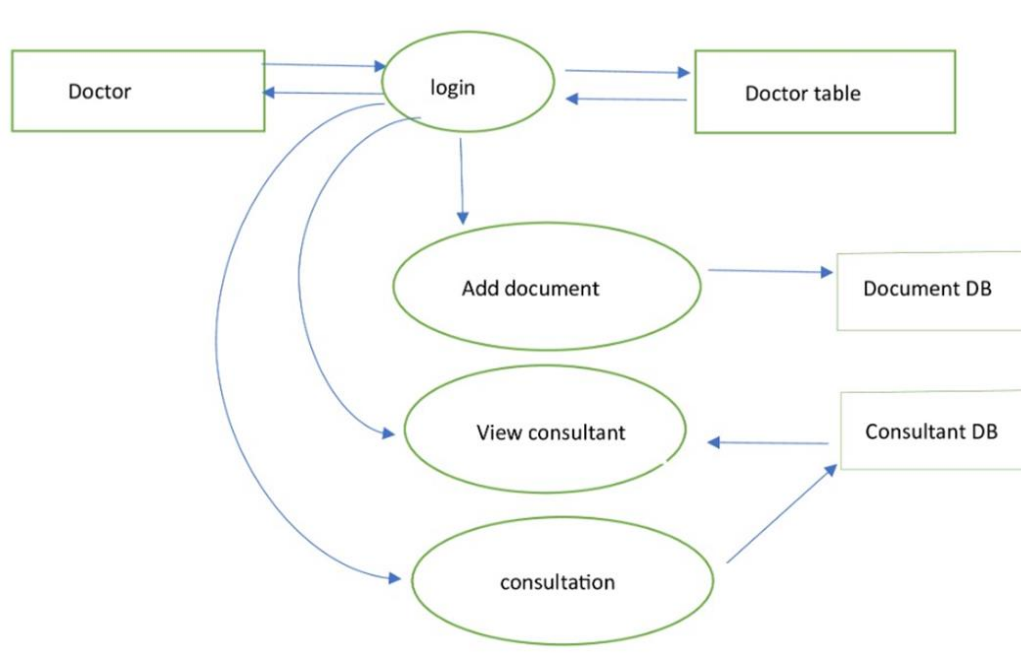 Doctor
login
Doctor table
Add document
Document DB
View consultant
Consultant DB
consultation